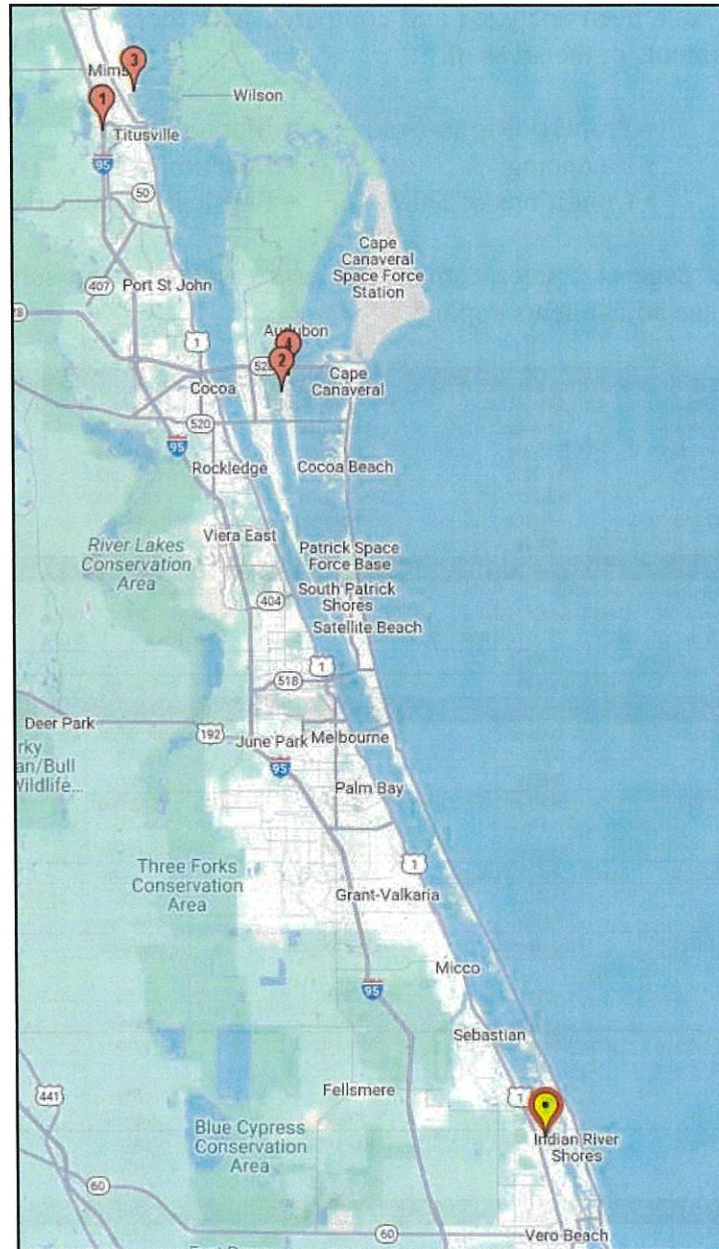 3
Mims
1
Wilson
Titusville
95
50
Cape
Canaveral
Space Force
Station
407
Port St John
28
1
Audubon
4
2
Cape
Canaveral
Cocoa
520
Rockledge
Cocoa Beach
95
Viera East
River Lakes
Conservation
Area
Patrick Space
Force Base
404
South Patrick
Shores
Satellite Beach
1
518
Deer Park
192
June Park
Melbourne
95
an/Bull
Wildlife...
Palm Bay
1
Three Forks
Conservation
Area
Grant-Valkaria
Micco
95
Sebastian
441
Fellsmere
1
Blue Cypress
Conservation
Area
Indian River
Shores
60
60
Vero Beach